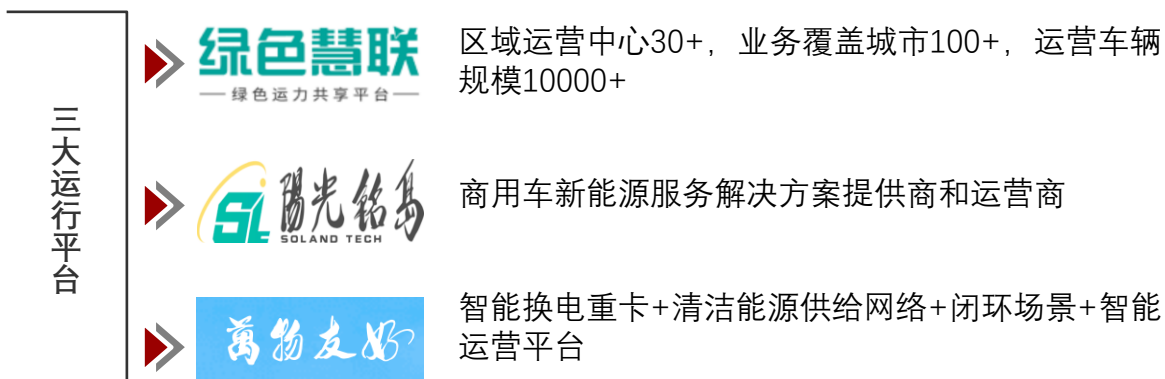 三大运行平台
绿色慧联
绿色运力共享平台
区域运营中心30+，业务覆盖城市100+，运营车辆
规模10000+
SL
陽光銘島
SOLAND TECH
商用车新能源服务解决方案提供商和运营商
萬物友好
智能换电重卡+清洁能源供给网络+闭环场景+智能
运营平台